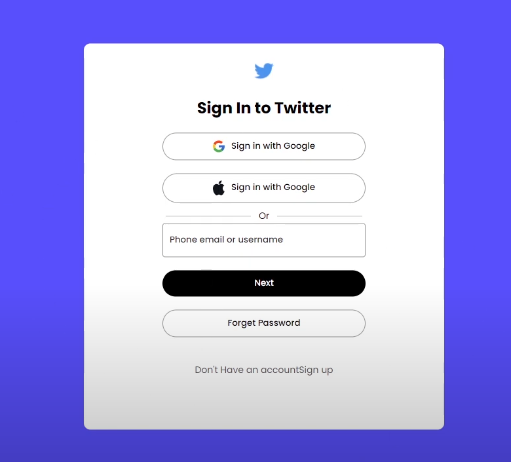 Sign In to Twitter
Sign in with Google
Sign in with Google
Or
Phone email or username
Next
Forget Password
Don't Have an accountSign up